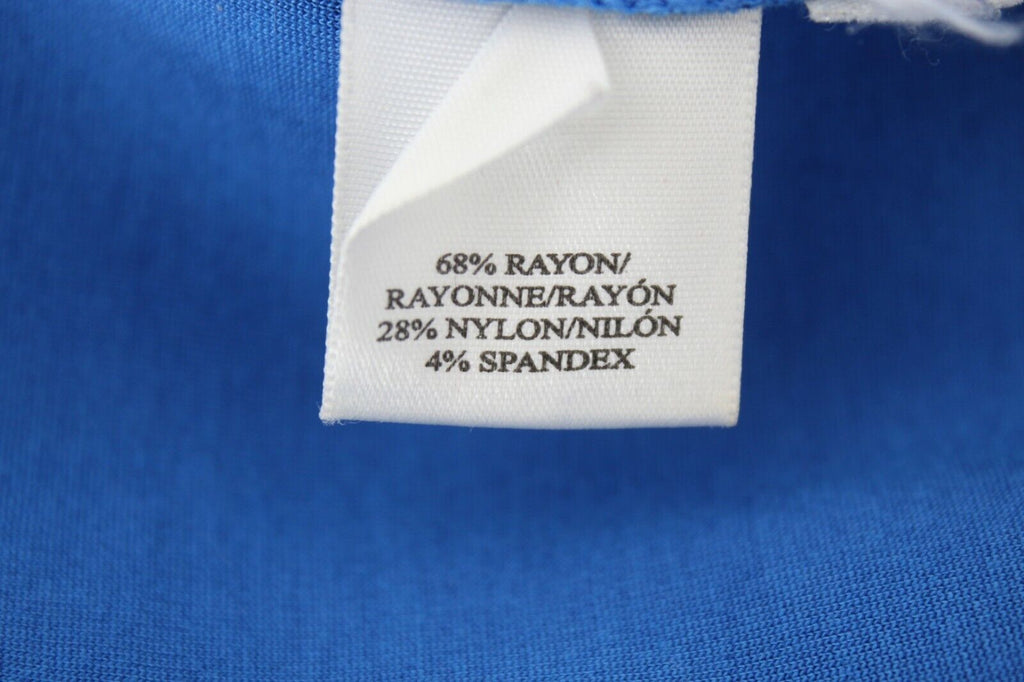 68% RAYON/
RAYONNE/RAYÓN
28% NYLON/NILÓN
4% SPANDEX